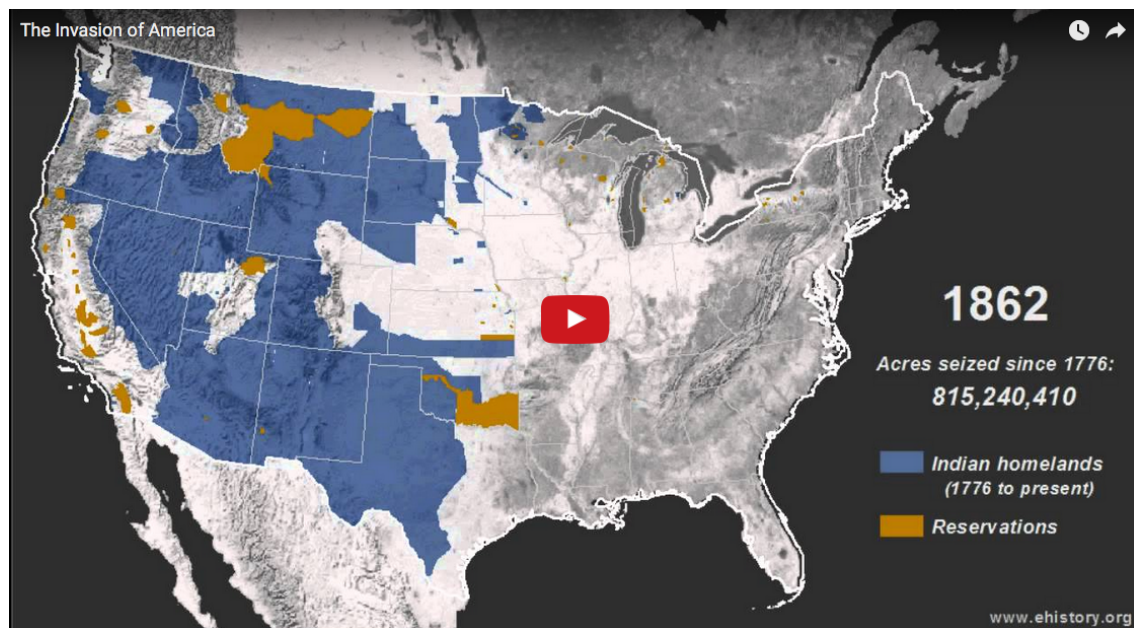 The Invasion of America
1862
Acres seized since 1776:
815,240,410
Indian homelands
(1776 to present)
Reservations
www.ehistory.org